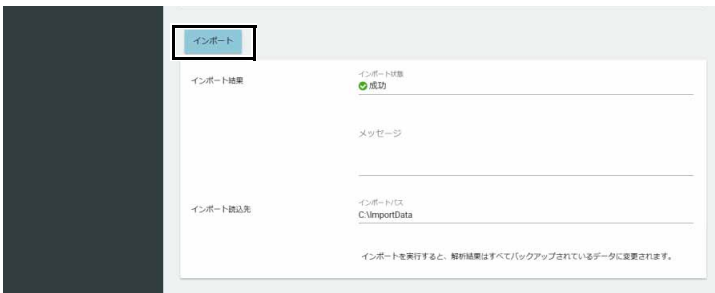 インポート
インポート結果
インポート状態
成功
メッセージ
インポート読込先
インポートパス
C:\ImportData
インポートを実行すると、解析結果はすべてバックアップされているデータに変更されます。